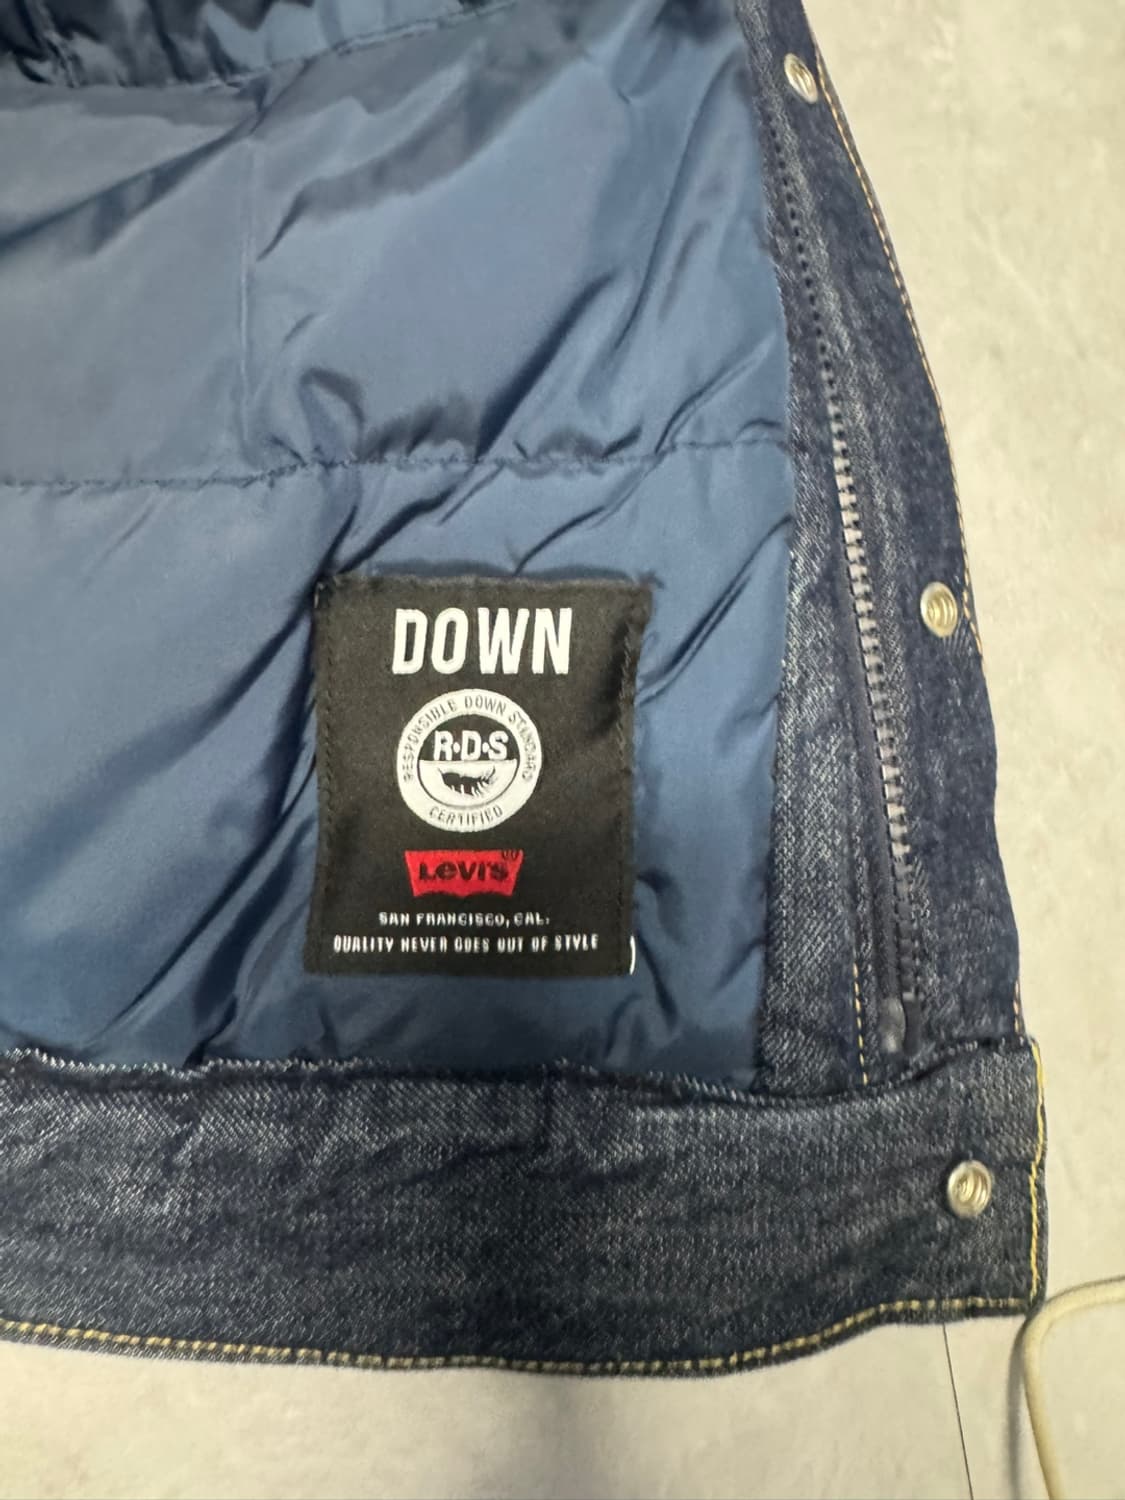 DOWN
RESPONSIBLE DOWN STANDARD
R·D·S
CERTIFIED
Levi's
SAN FRANCISCO, CAL.
QUALITY NEVER GOES OUT OF STYLE